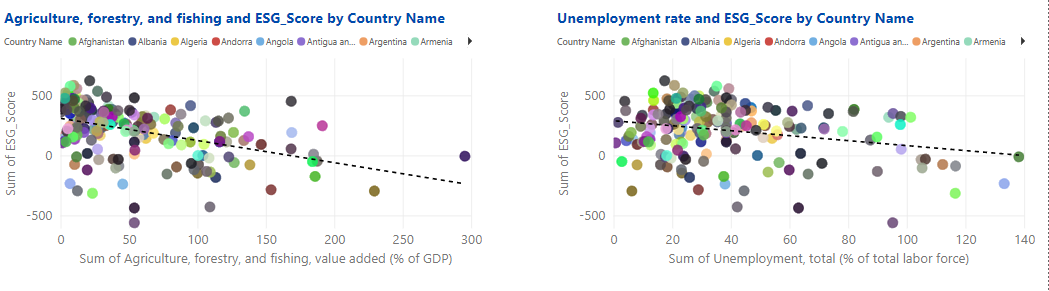 Agriculture, forestry, and fishing and ESG_Score by Country Name
Country Name Afghanistan Albania Algeria Andorra Angola Antigua an... Argentina Armenia
Sum of ESG_Score
500
0
-500
0 50 100 150 200 250 300
Sum of Agriculture, forestry, and fishing, value added (% of GDP)
Unemployment rate and ESG_Score by Country Name
Country Name Afghanistan Albania Algeria Andorra Angola Antigua an... Argentina Armenia
Sum of ESG_Score
500
0
-500
0 20 40 60 80 100 120 140
Sum of Unemployment, total (% of total labor force)